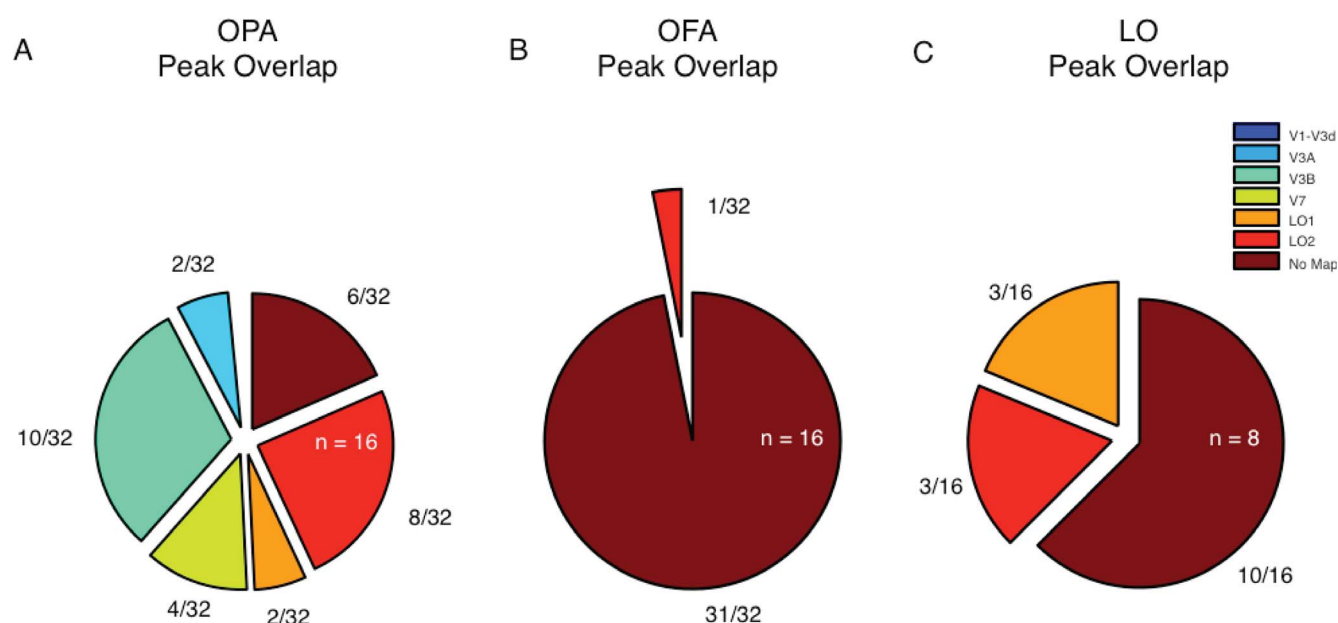 A
OPA
Peak Overlap
B
OFA
Peak Overlap
C
LO
Peak Overlap
V1-V3d
V3A
V3B
V7
LO1
LO2
No Map
2/32
6/32
10/32
n = 16
8/32
4/32
2/32
1/32
n = 16
31/32
3/16
n = 8
3/16
10/16